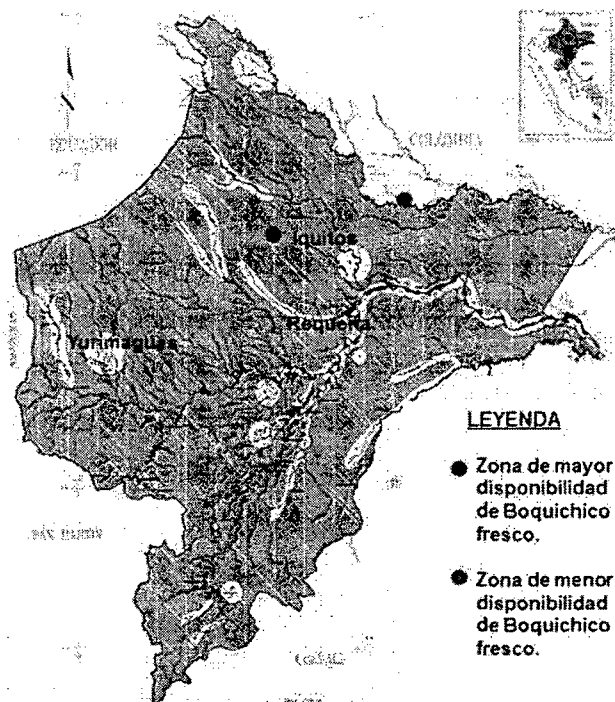 Iquitos
Requena
Yurimaguas
LEYENDA
Zona de mayor
disponibilidad
de Boquichico
fresco.
Zona de menor
disponibilidad
de Boquichico
fresco.